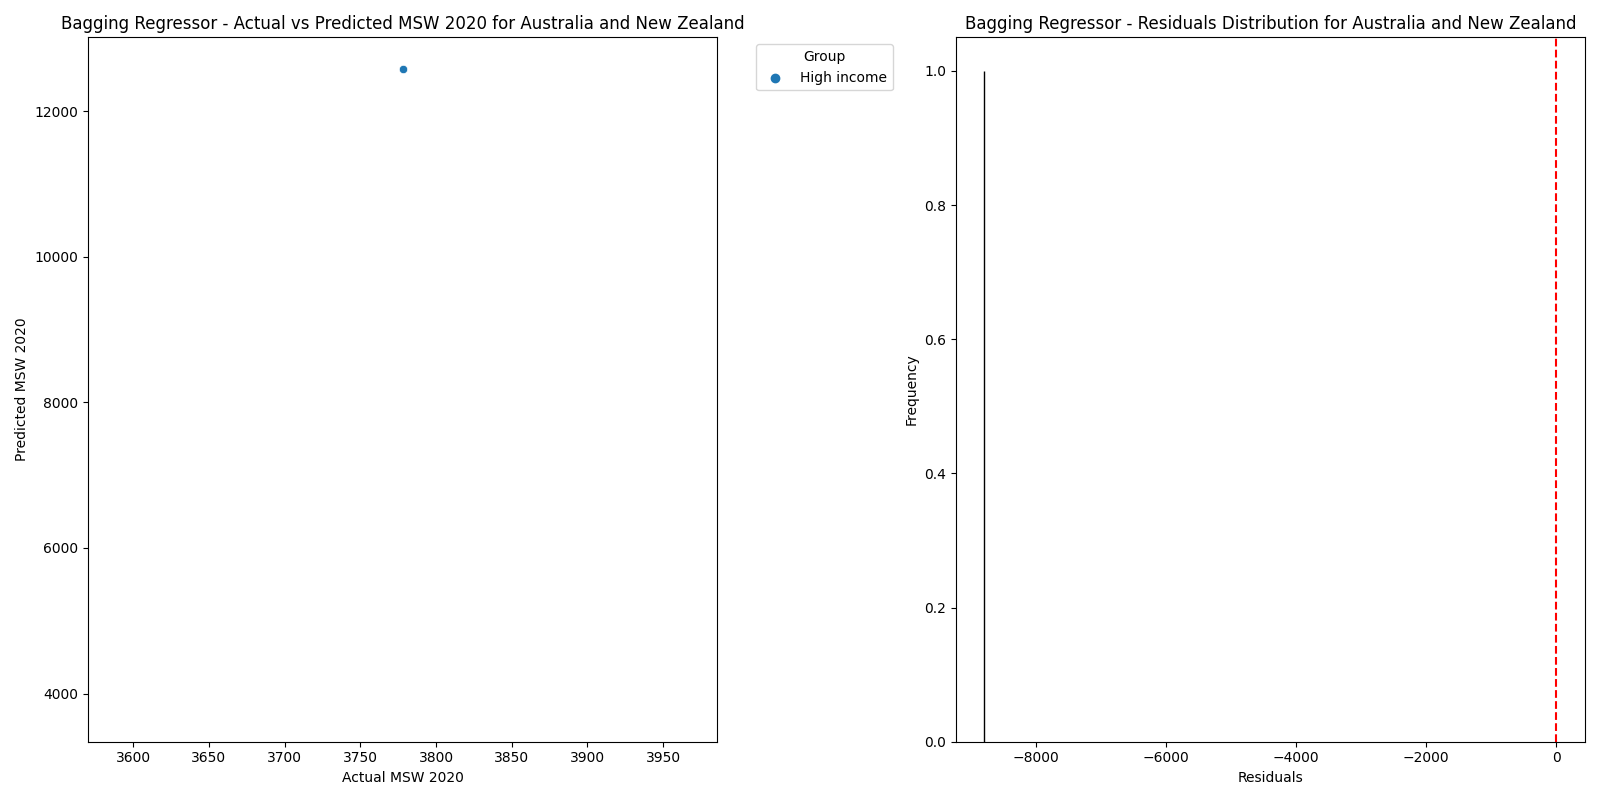 Bagging Regressor - Actual vs Predicted MSW 2020 for Australia and New Zealand
12000
10000
8000
6000
4000
Predicted MSW 2020
3600 3650 3700 3750 3800 3850 3900 3950
Actual MSW 2020
Group
High income
Bagging Regressor - Residuals Distribution for Australia and New Zealand
1.0
0.8
0.6
0.4
0.2
0.0
Frequency
−8000 −6000 −4000 −2000 0
Residuals